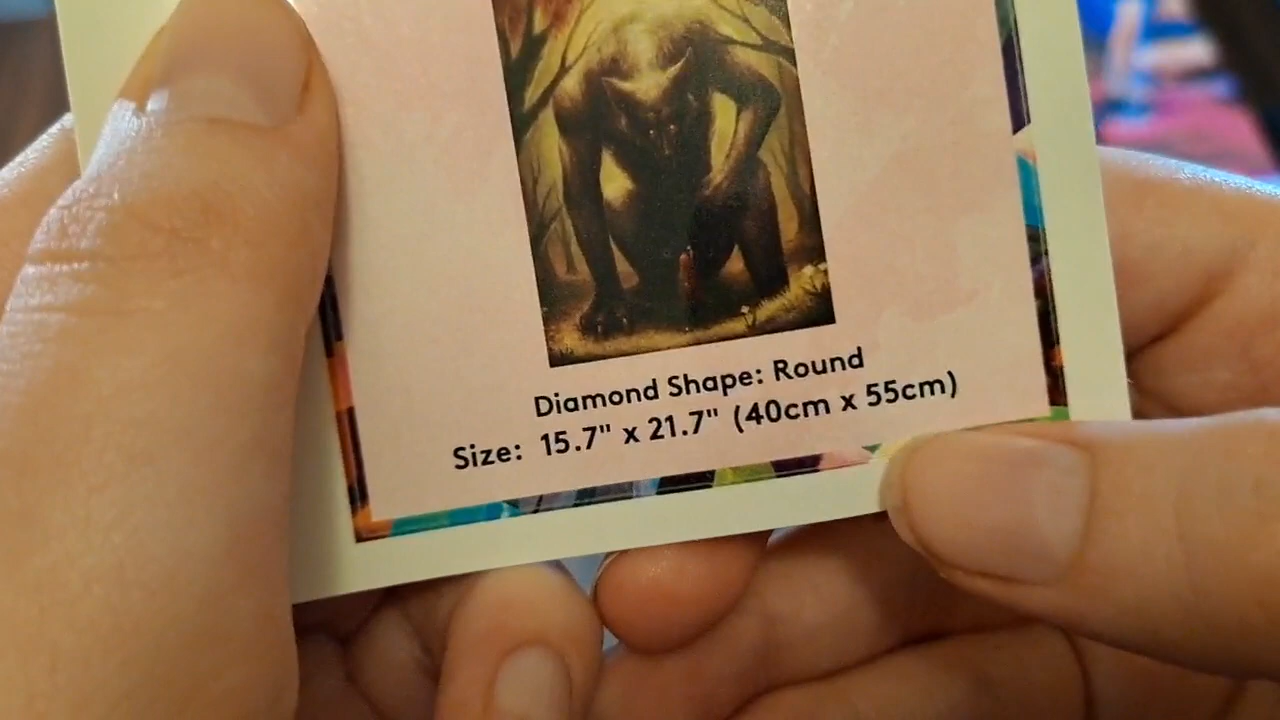 Diamond Shape: Round
Size: 15.7" x 21.7" (40cm x 55cm)